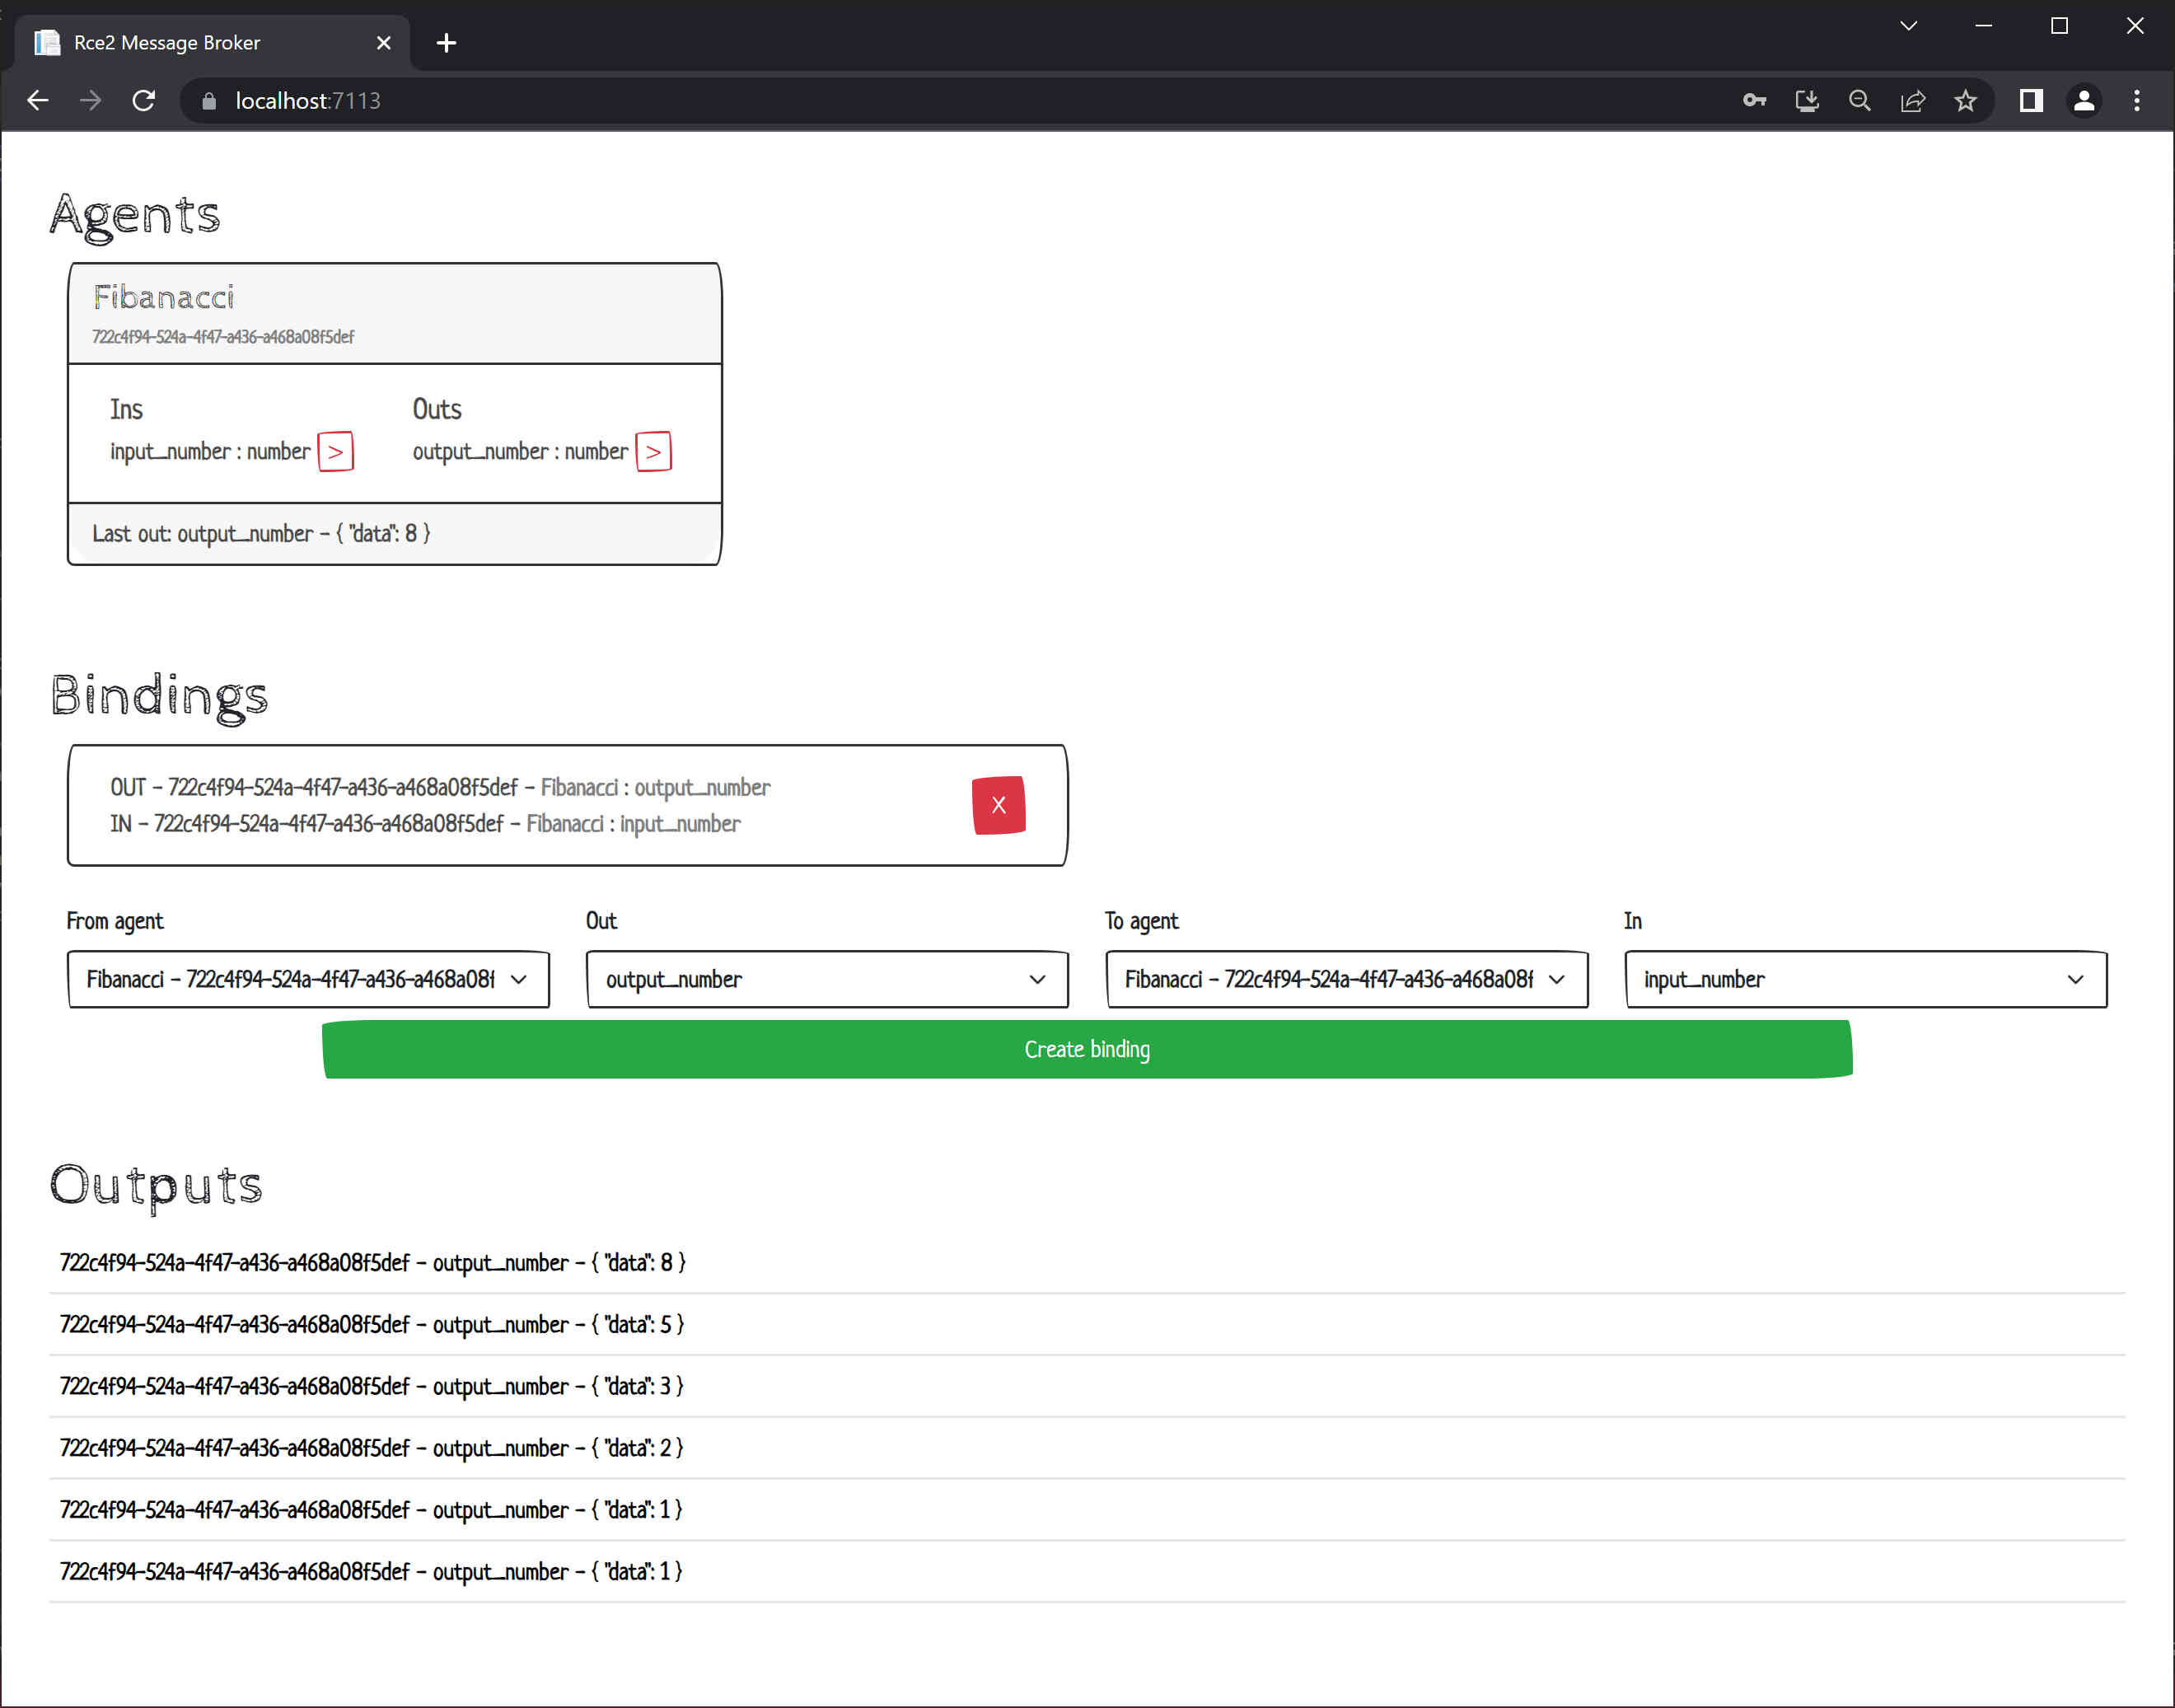 Rce2 Message Broker
localhost:7113
Agents
Fibanacci
722c4f94-524a-4f47-a436-a468a08f5def
Ins
Outs
input_number : number >
output_number : number >
Last out: output_number - { "data": 8 }
Bindings
OUT - 722c4f94-524a-4f47-a436-a468a08f5def - Fibanacci : output_number
IN - 722c4f94-524a-4f47-a436-a468a08f5def - Fibanacci : input_number
X
From agent
Out
To agent
In
Fibanacci - 722c4f94-524a-4f47-a436-a468a08f
output_number
Fibanacci - 722c4f94-524a-4f47-a436-a468a08f
input_number
Create binding
Outputs
722c4f94-524a-4f47-a436-a468a08f5def - output_number - { "data": 8 }
722c4f94-524a-4f47-a436-a468a08f5def - output_number - { "data": 5 }
722c4f94-524a-4f47-a436-a468a08f5def - output_number - { "data": 3 }
722c4f94-524a-4f47-a436-a468a08f5def - output_number - { "data": 2 }
722c4f94-524a-4f47-a436-a468a08f5def - output_number - { "data": 1 }
722c4f94-524a-4f47-a436-a468a08f5def - output_number - { "data": 1 }